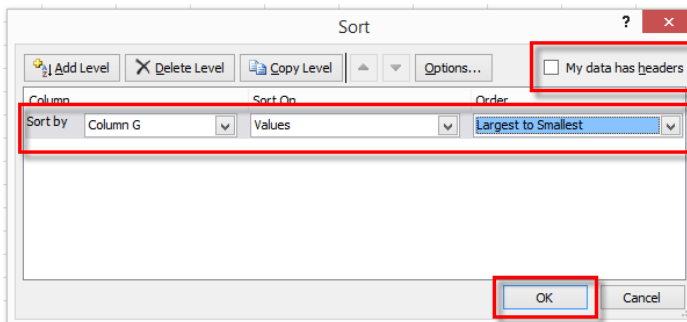 Sort
? ×
Add Level Delete Level Copy Level Options... My data has headers
Column Sort On Order
Sort by Column G Values Largest to Smallest
OK Cancel